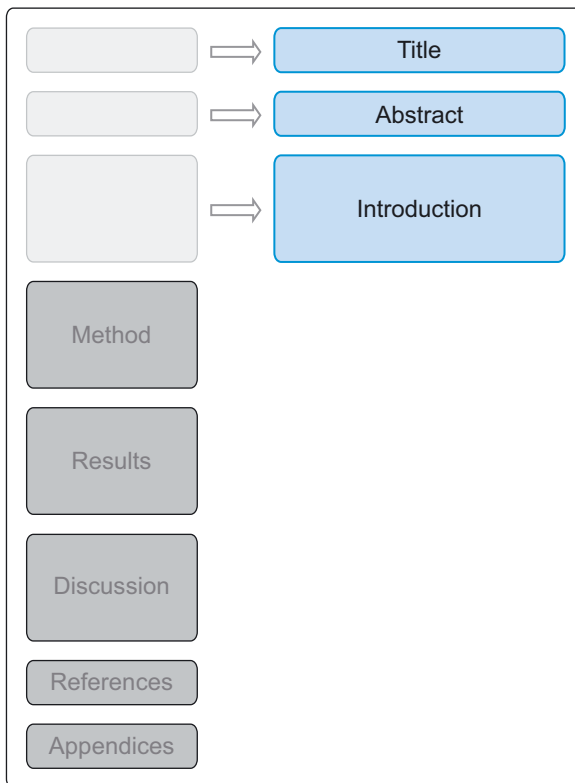 Title
Abstract
Introduction
Method
Results
Discussion
References
Appendices